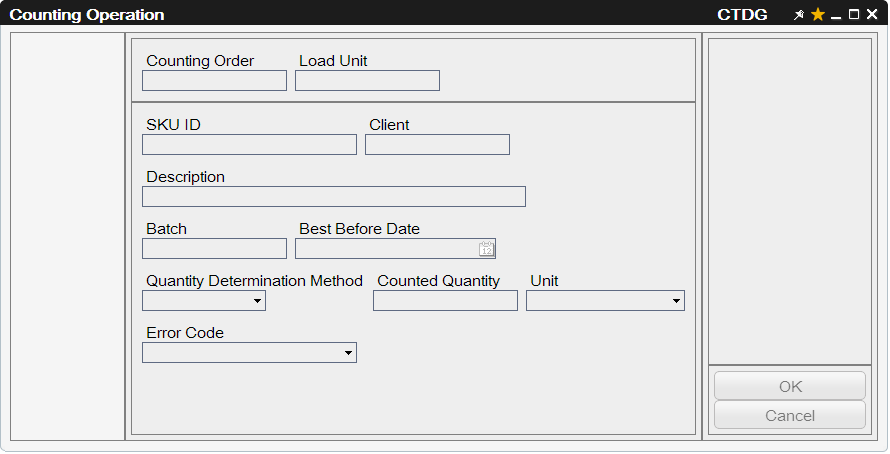 Counting Operation CTDG
Counting Order Load Unit
SKU ID Client
Description
Batch Best Before Date
12
Quantity Determination Method Counted Quantity Unit
Error Code
OK
Cancel